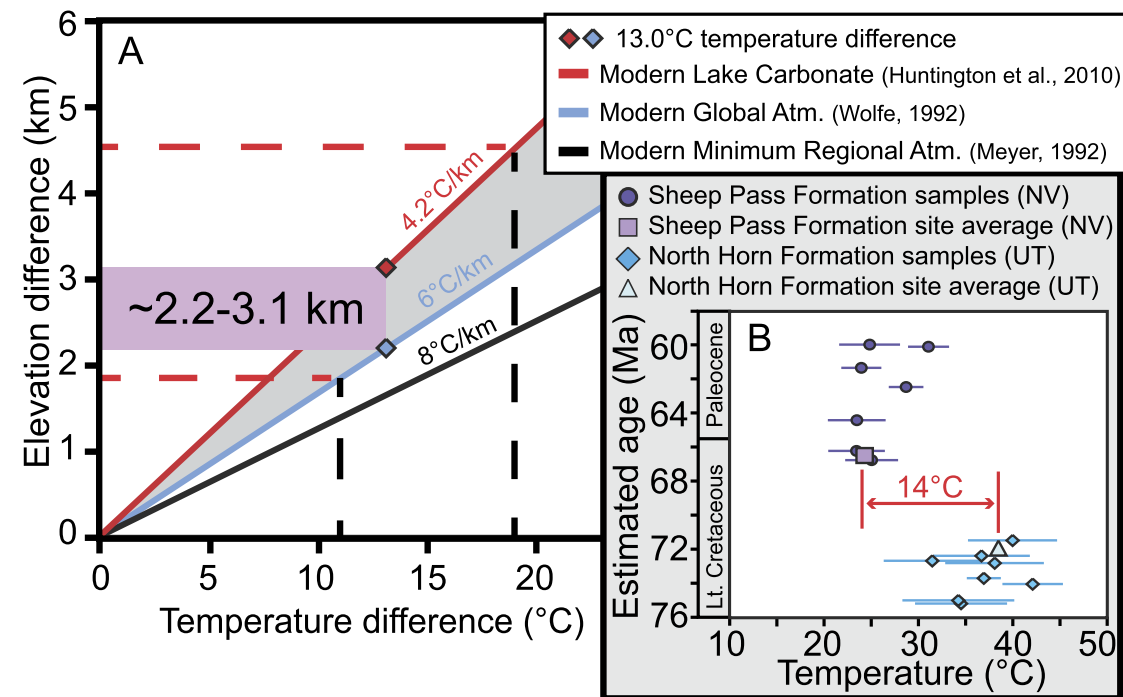 A
Elevation difference (km)
6
5
4
3
2
1
0
0
5
10
15
20
Temperature difference (°C)
4.2°C/km
6°C/km
8°C/km
~2.2-3.1 km
13.0°C temperature difference
Modern Lake Carbonate (Huntington et al., 2010)
Modern Global Atm. (Wolfe, 1992)
Modern Minimum Regional Atm. (Meyer, 1992)
Sheep Pass Formation samples (NV)
Sheep Pass Formation site average (NV)
North Horn Formation samples (UT)
North Horn Formation site average (UT)
B
Estimated age (Ma)
60
64
68
72
76
Paleocene
Lt. Cretaceous
14°C
10
20
30
40
50
Temperature (°C)